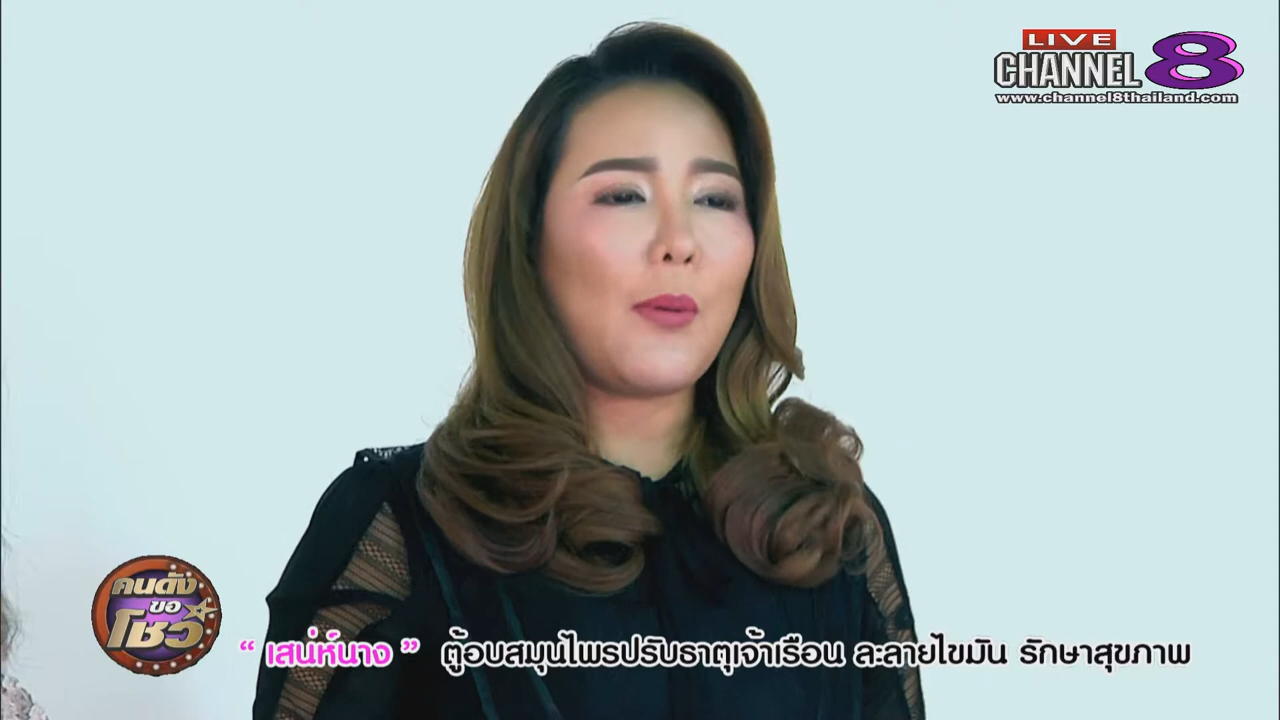 LIVE
CHANNEL 8
www.channel8thailand.com
คนดัง
ขอ
โชว์
“ เสน่ห์นาง ” ตู้อบสมุนไพรปรับธาตุเจ้าเรือน ละลายไขมัน รักษาสุขภาพ